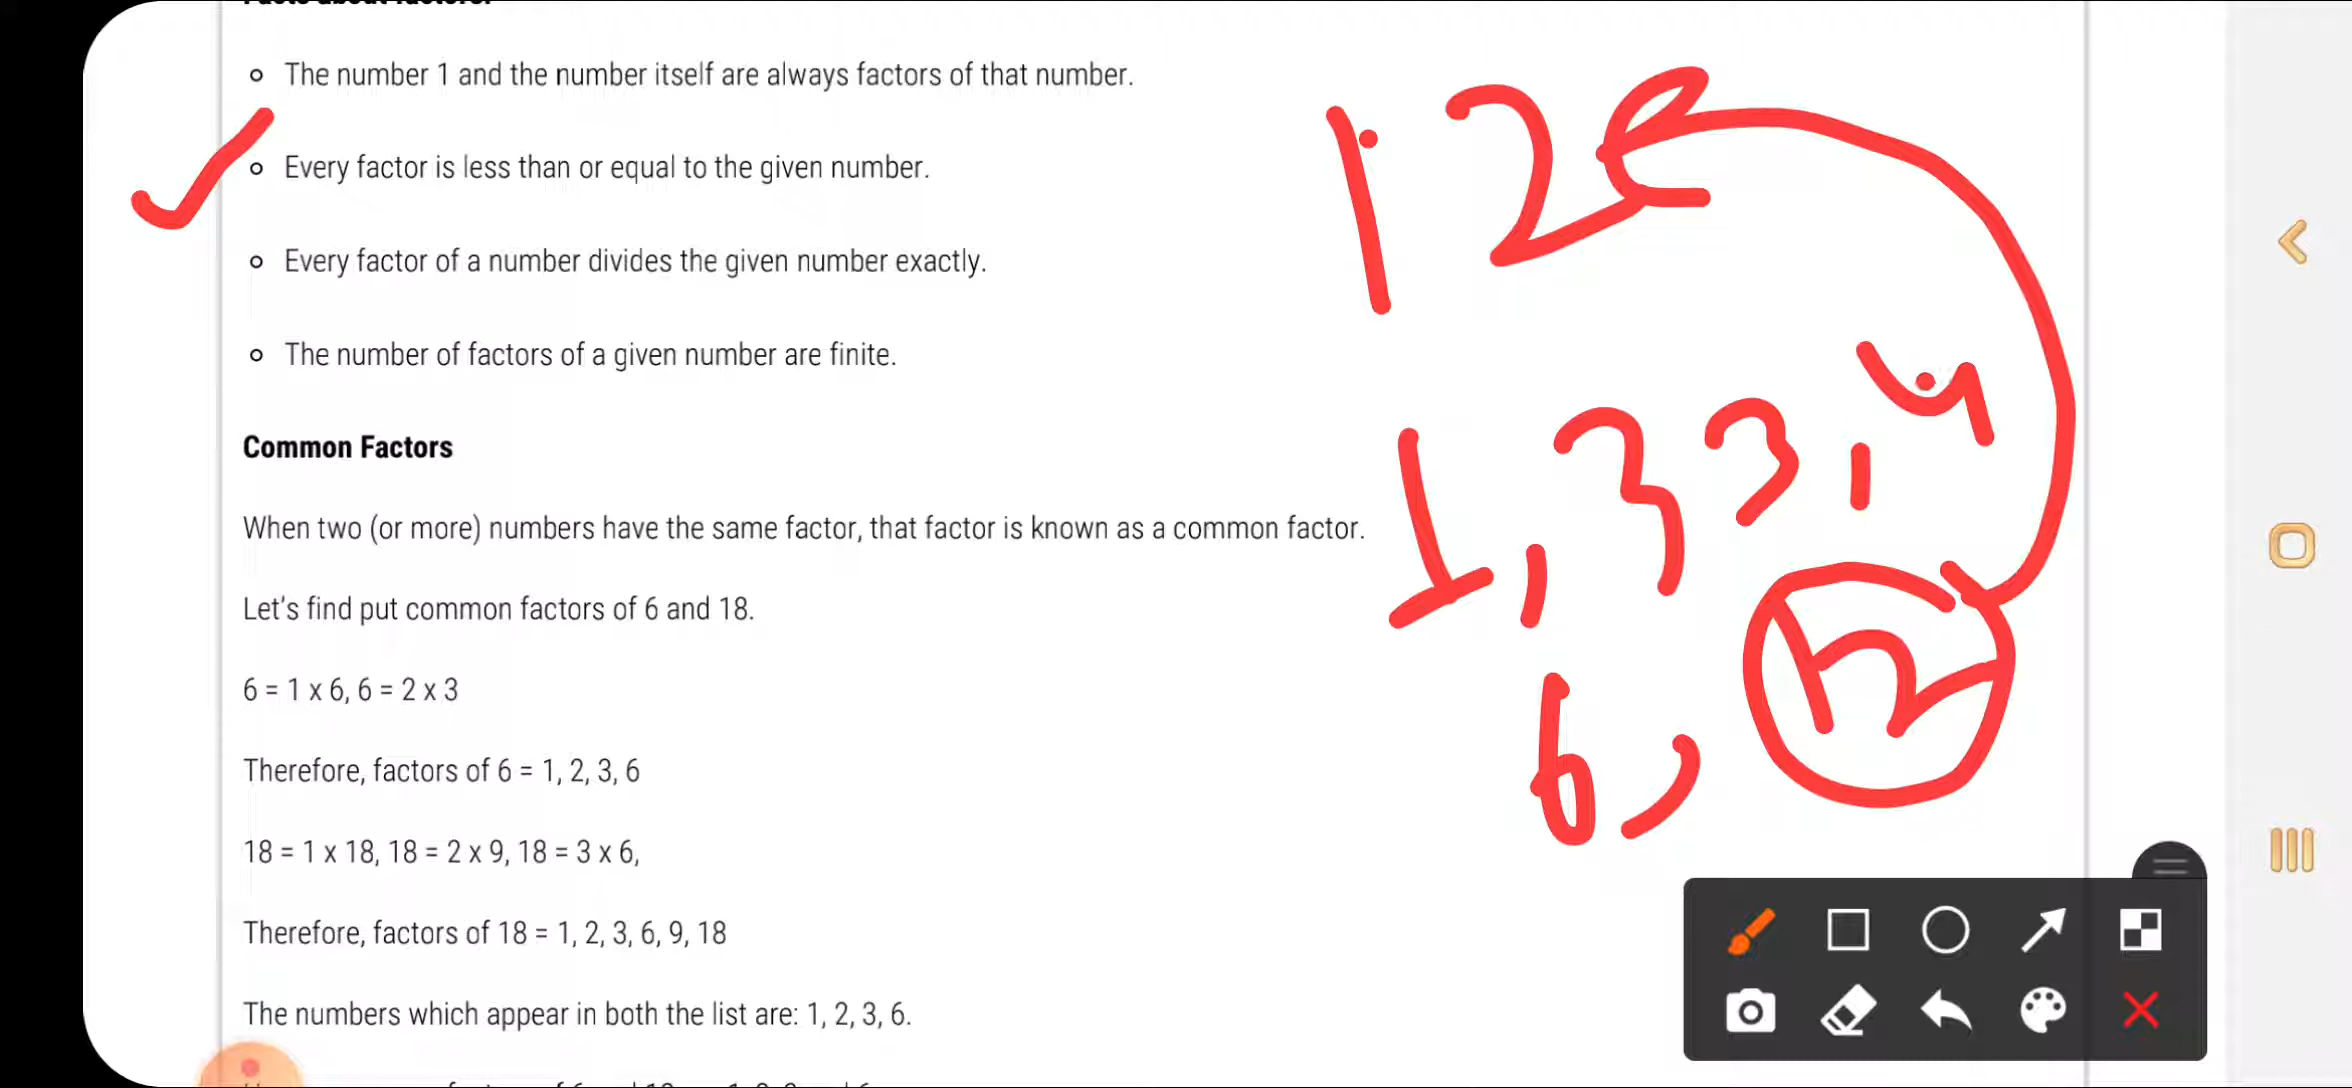 Facts about factors:
The number 1 and the number itself are always factors of that number.
Every factor is less than or equal to the given number.
Every factor of a number divides the given number exactly.
The number of factors of a given number are finite.
Common Factors
When two (or more) numbers have the same factor, that factor is known as a common factor.
Let's find put common factors of 6 and 18.
6 = 1 x 6, 6 = 2 x 3
Therefore, factors of 6 = 1, 2, 3, 6
18 = 1 x 18, 18 = 2 x 9, 18 = 3 x 6,
Therefore, factors of 18 = 1, 2, 3, 6, 9, 18
The numbers which appear in both the list are: 1, 2, 3, 6.
12
1, 3 3, 4
6, 12